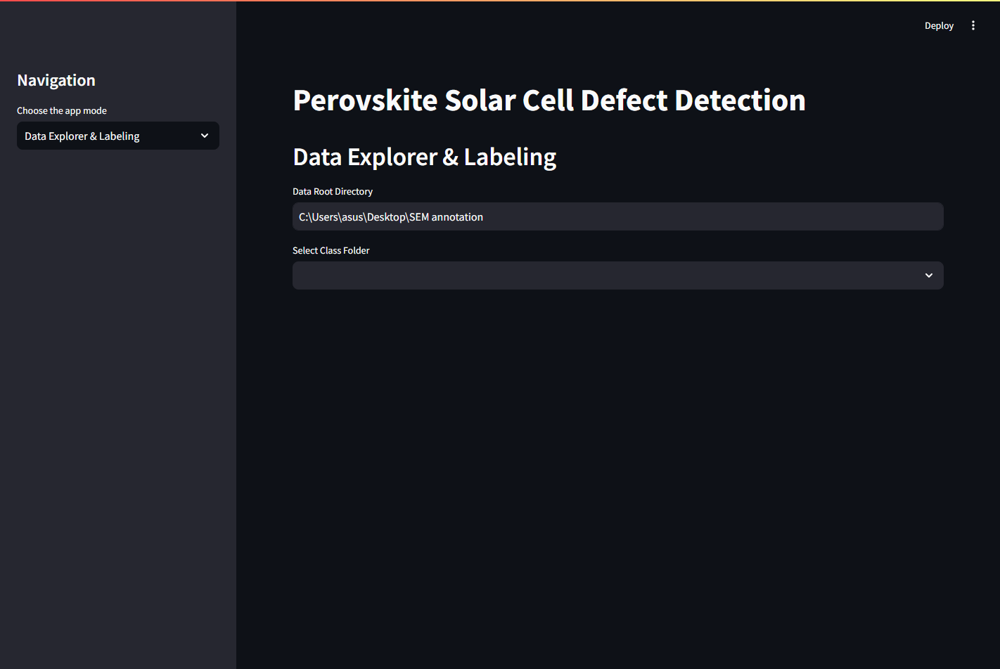 Deploy
Navigation
Choose the app mode
Data Explorer & Labeling
Perovskite Solar Cell Defect Detection
Data Explorer & Labeling
Data Root Directory
C:\Users\asus\Desktop\SEM annotation
Select Class Folder